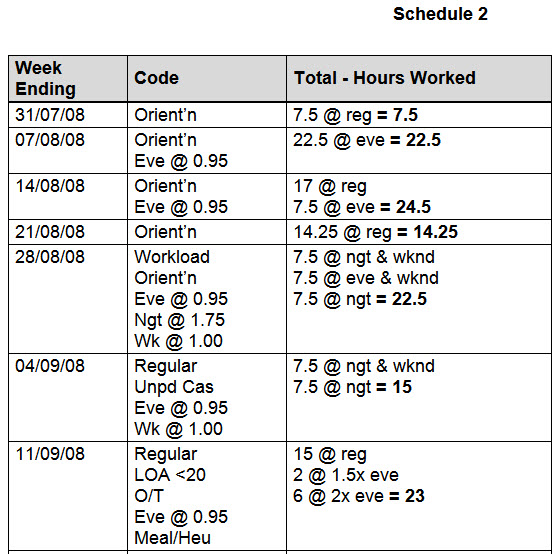 Schedule 2
Week Ending Code Total - Hours Worked
31/07/08 Orient'n 7.5 @ reg = 7.5
07/08/08 Orient'n 22.5 @ eve = 22.5
Eve @ 0.95
14/08/08 Orient'n 17 @ reg
Eve @ 0.95 7.5 @ eve = 24.5
21/08/08 Orient'n 14.25 @ reg = 14.25
28/08/08 Workload 7.5 @ ngt & wknd
Orient'n 7.5 @ eve & wknd
Eve @ 0.95 7.5 @ ngt = 22.5
Ngt @ 1.75
Wk @ 1.00
04/09/08 Regular 7.5 @ ngt & wknd
Unpd Cas 7.5 @ ngt = 15
Eve @ 0.95
Wk @ 1.00
11/09/08 Regular 15 @ reg
LOA <20 2 @ 1.5x eve
O/T 6 @ 2x eve = 23
Eve @ 0.95
Meal/Heu